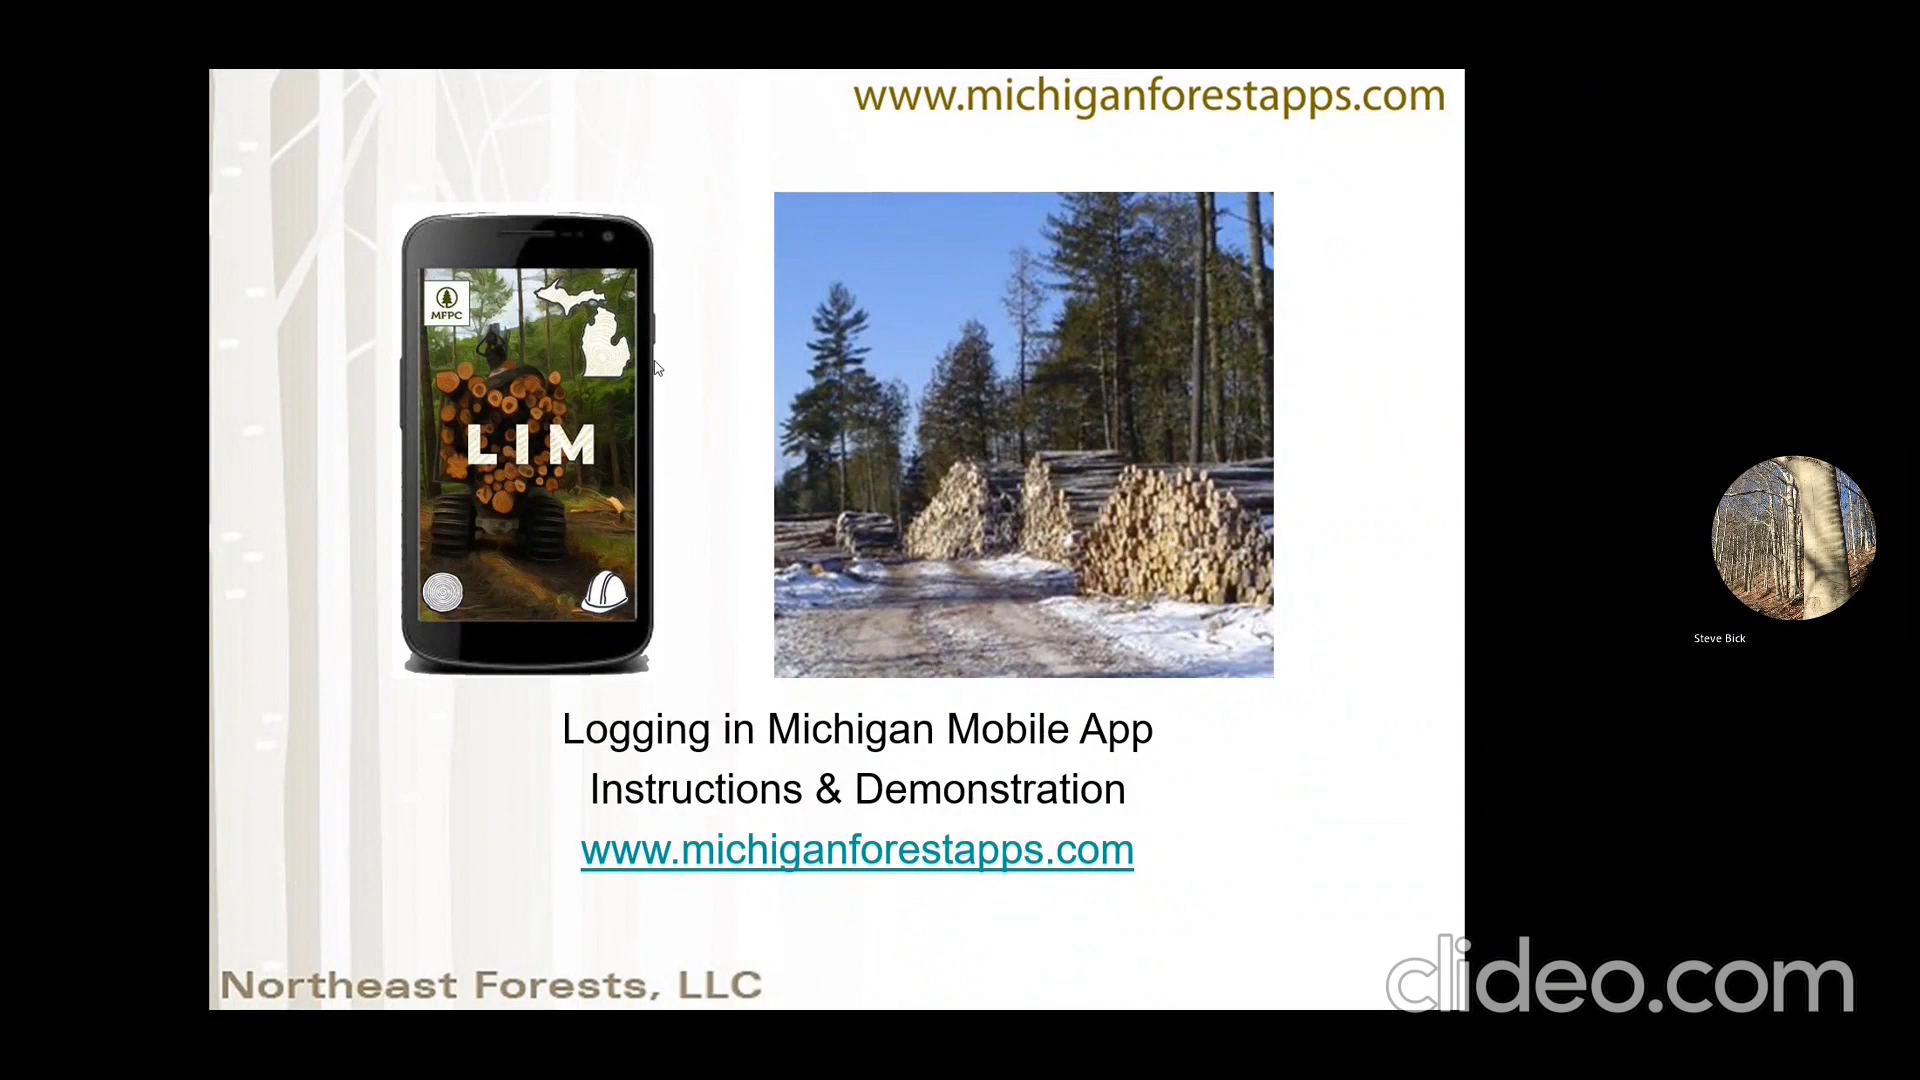 www.michiganforestapps.com
MFPC
LIM
Logging in Michigan Mobile App
Instructions & Demonstration
www.michiganforestapps.com
Northeast Forests, LLC
Steve Bick
clideo.com